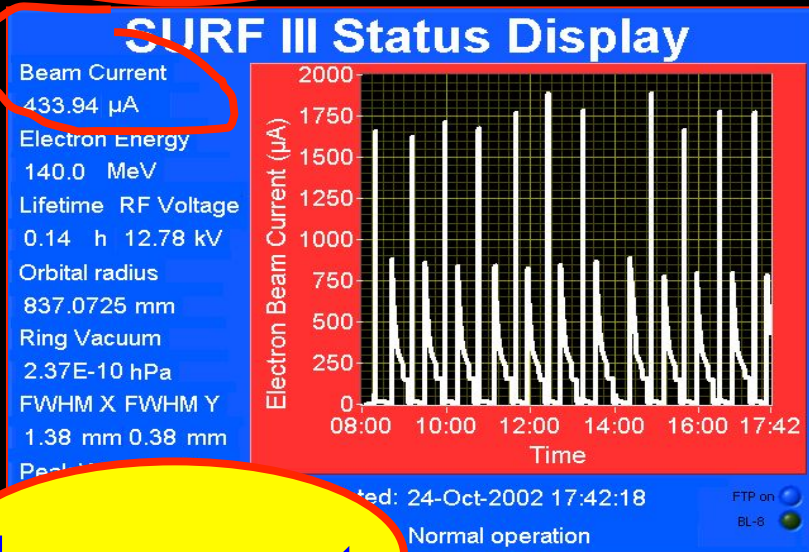 SURF III Status Display
Beam Current
433.94 µA
Electron Energy
140.0 MeV
Lifetime RF Voltage
0.14 h 12.78 kV
Orbital radius
837.0725 mm
Ring Vacuum
2.37E-10 hPa
FWHM X FWHM Y
1.38 mm 0.38 mm
Electron Beam Current (µA)
2000
1750
1500
1250
1000
750
500
250
0
08:00 10:00 12:00 14:00 16:00 17:42
Time
24-Oct-2002 17:42:18
Normal operation
FTP on
BL-8